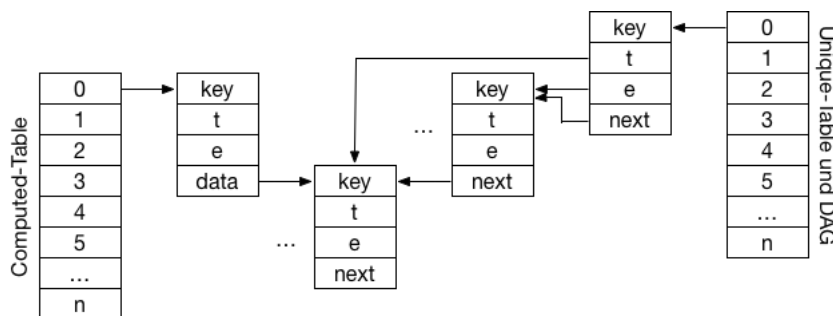 Computed-Table
0
1
2
3
4
5
...
n
key
t
e
data
...
key
t
e
next
...
key
t
e
next
key
t
e
next
0
1
2
3
4
5
...
n
Unique-Table und DAG